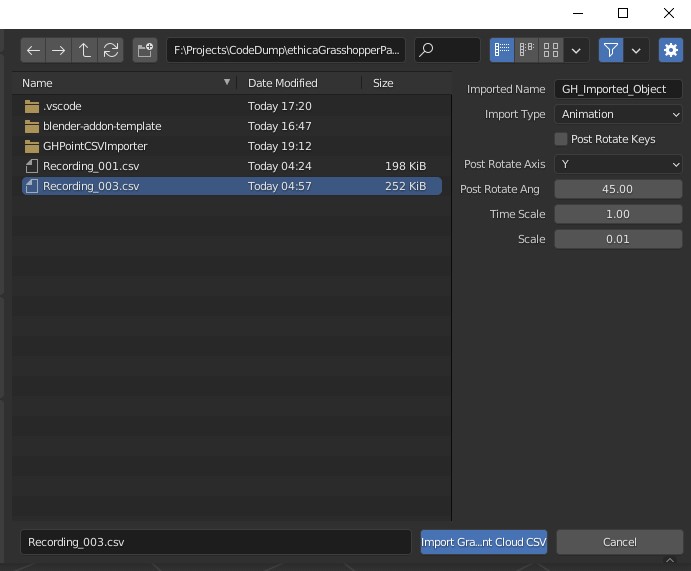 F:\Projects\CodeDump\ethicaGrasshopperPa...
Name Date Modified Size
.vscode Today 17:20
blender-addon-template Today 16:47
GHPointCSVImporter Today 19:12
Recording_001.csv Today 04:24 198 KiB
Recording_003.csv Today 04:57 252 KiB
Imported Name GH_Imported_Object
Import Type Animation
Post Rotate Keys
Post Rotate Axis Y
Post Rotate Ang 45.00
Time Scale 1.00
Scale 0.01
Recording_003.csv Import Gra...nt Cloud CSV Cancel